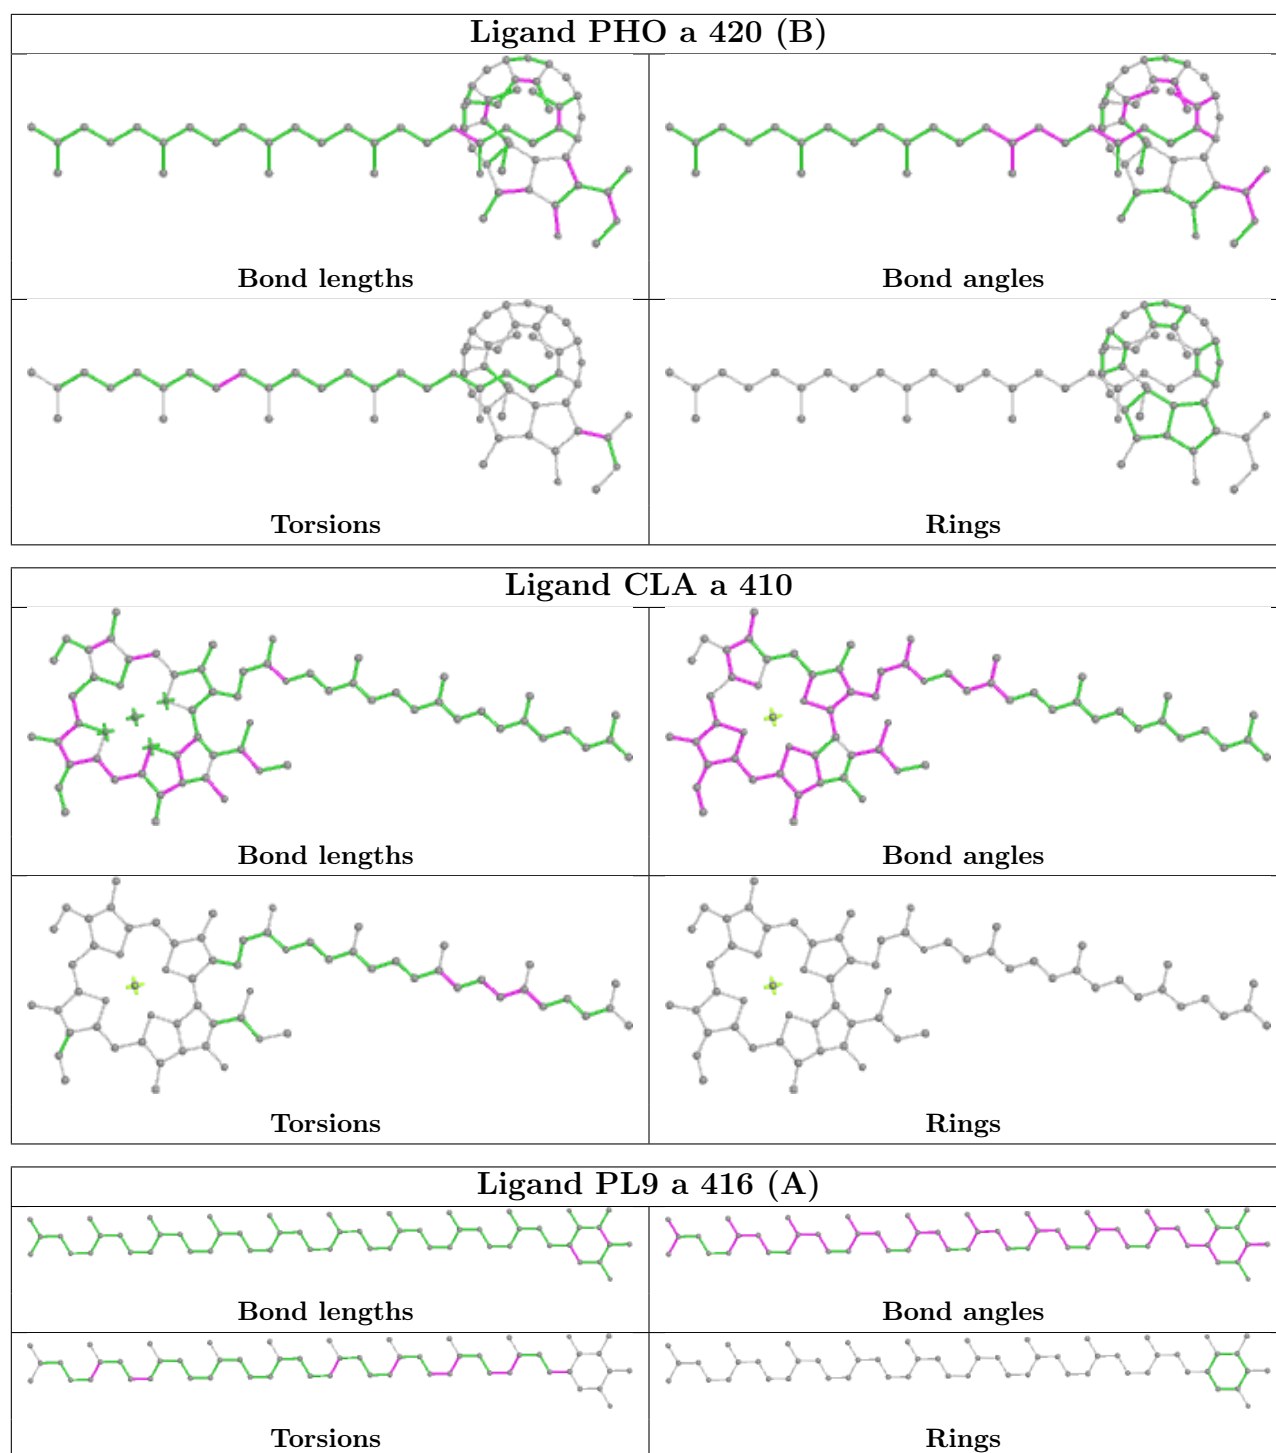 Ligand PHO a 420 (B)
Bond lengths
Bond angles
Torsions
Rings
Ligand CLA a 410
Bond lengths
Bond angles
Torsions
Rings
Ligand PL9 a 416 (A)
Bond lengths
Bond angles
Torsions
Rings